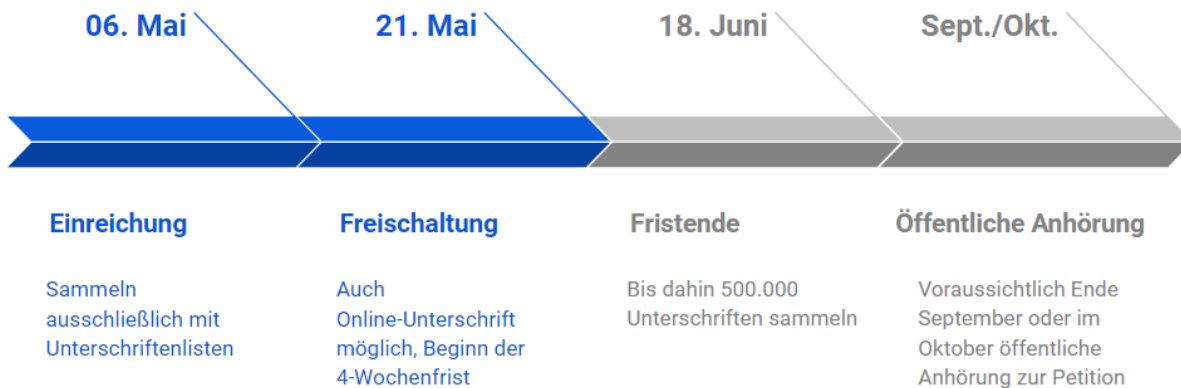 06. Mai
21. Mai
18. Juni
Sept./Okt.
Einreichung
Sammeln
ausschließlich mit
Unterschriftenlisten
Freischaltung
Auch
Online-Unterschrift
möglich, Beginn der
4-Wochenfrist
Fristende
Bis dahin 500.000
Unterschriften sammeln
Öffentliche Anhörung
Voraussichtlich Ende
September oder im
Oktober öffentliche
Anhörung zur Petition